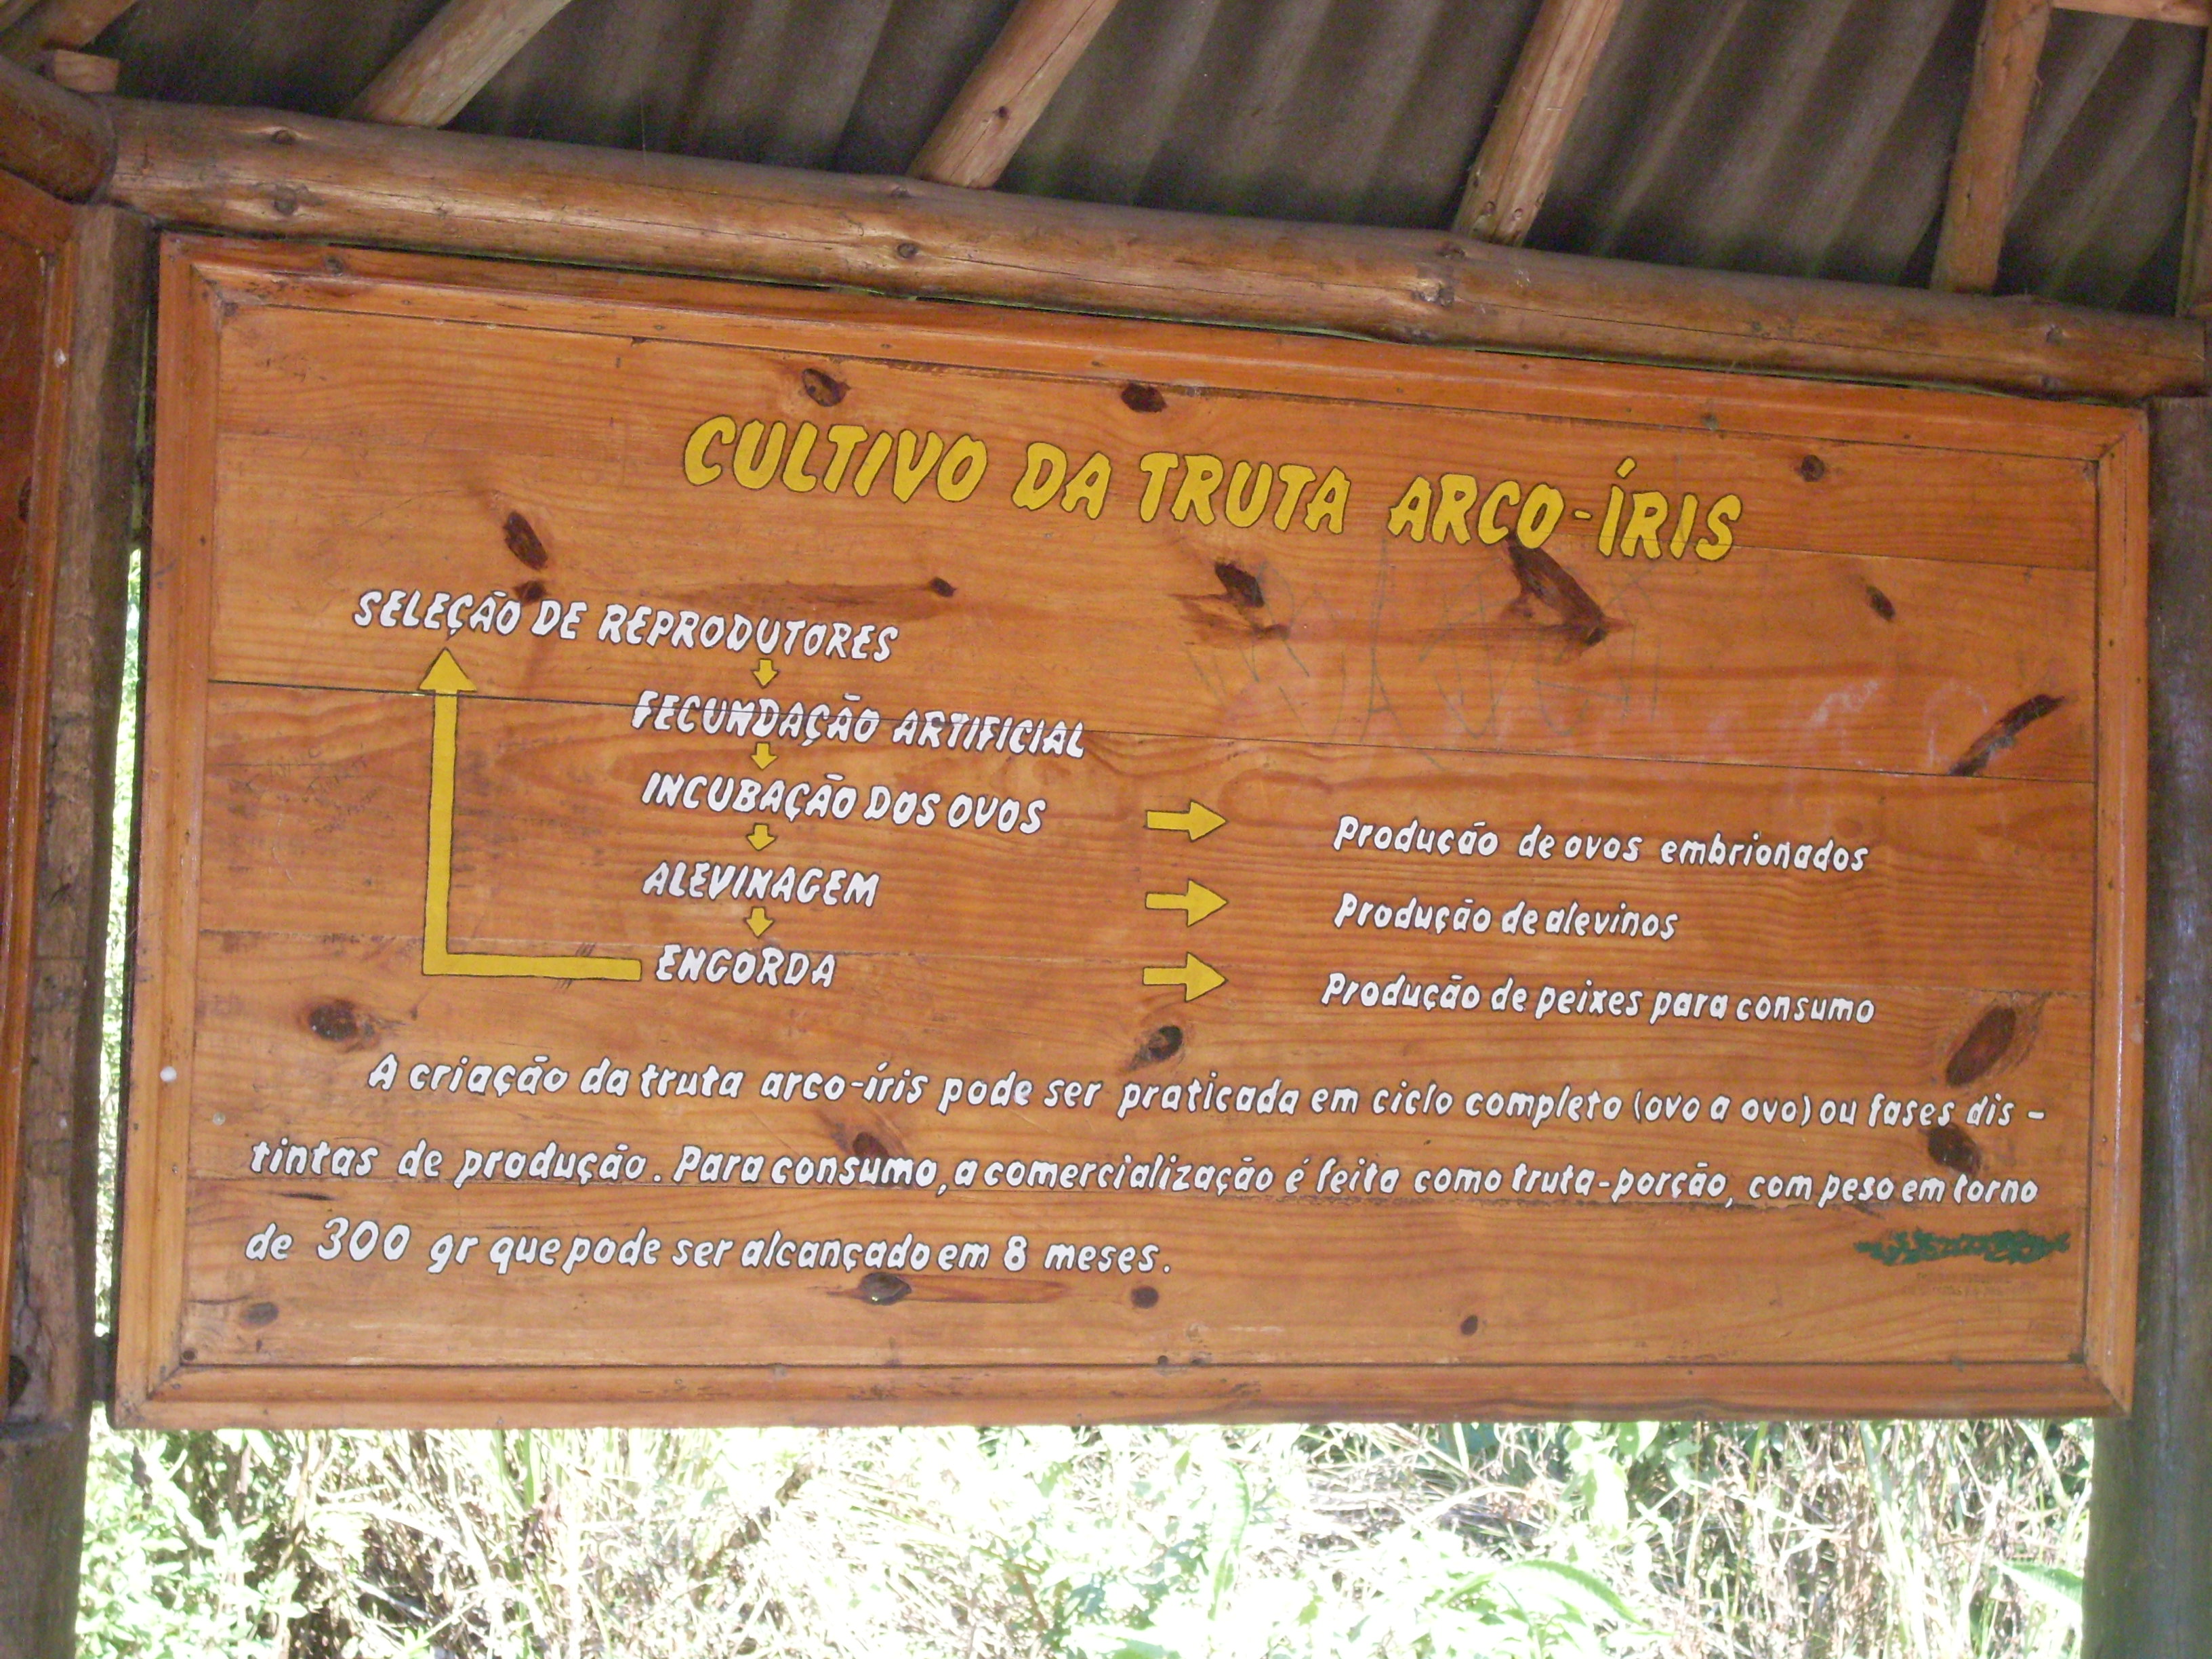 CULTIVO DA TRUTA ARCO-ÍRIS
SELEÇÃO DE REPRODUTORES
FECUNDAÇÃO ARTIFICIAL
INCUBAÇÃO DOS OVOS
Produção de ovos embrionados
ALEVINAGEM
Produção de alevinos
ENGORDA
Produção de peixes para consumo
A criação da truta arco-íris pode ser praticada em ciclo completo (ovo a ovo) ou fases dis-
tintas de produção. Para consumo, a comercialização é feita como truta-porção, com peso em torno
de 300 gr que pode ser alcançado em 8 meses.